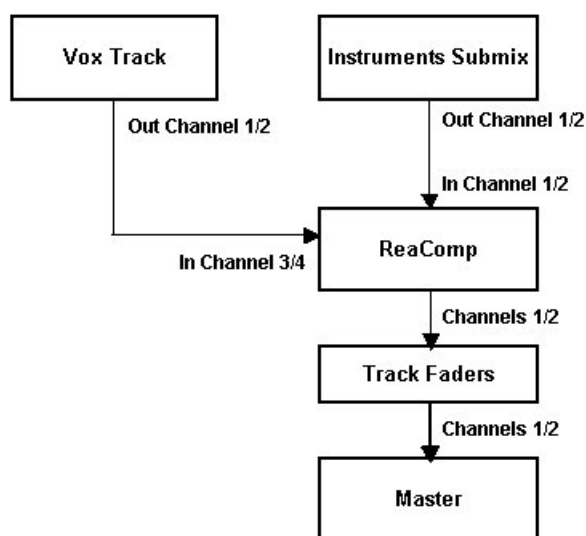 Vox Track
Instruments Submix
Out Channel 1/2
Out Channel 1/2
In Channel 1/2
In Channel 3/4
ReaComp
Channels 1/2
Track Faders
Channels 1/2
Master